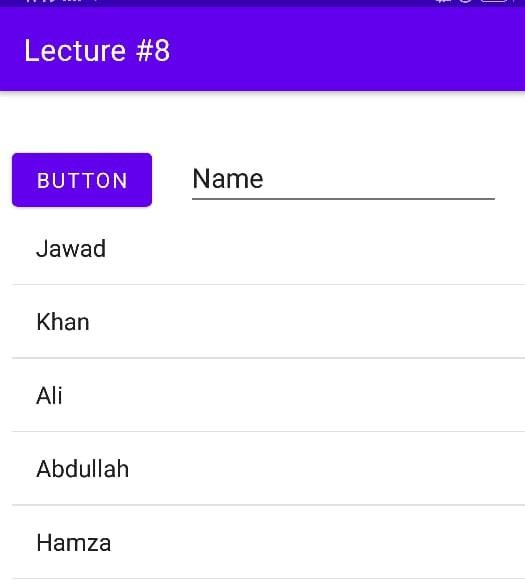 Lecture #8
BUTTON
Name
Jawad
Khan
Ali
Abdullah
Hamza